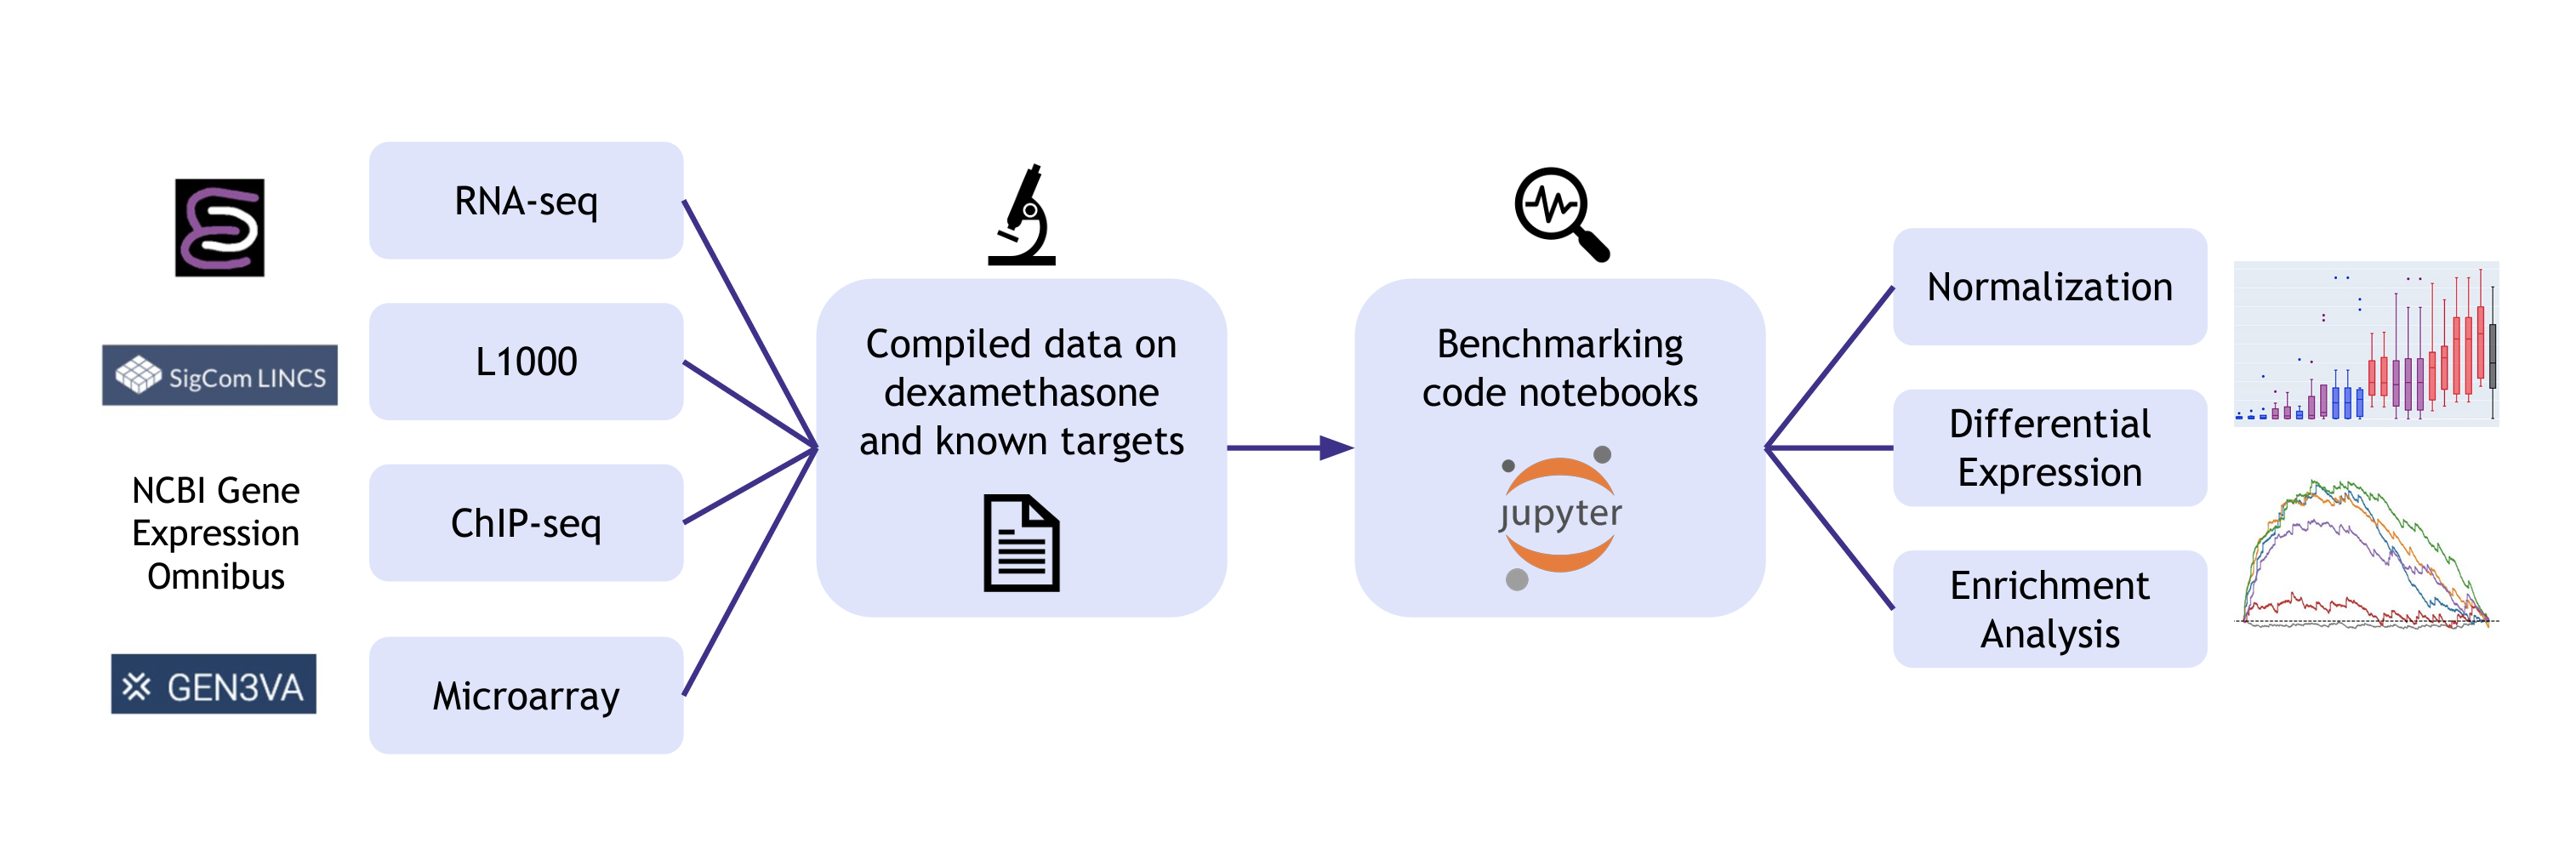 RNA-seq
SigCom LINCS
L1000
NCBI Gene
Expression
Omnibus
ChIP-seq
GEN3VA
Microarray
Compiled data on
dexamethasone
and known targets
Benchmarking
code notebooks
jupyter
Normalization
Differential
Expression
Enrichment
Analysis